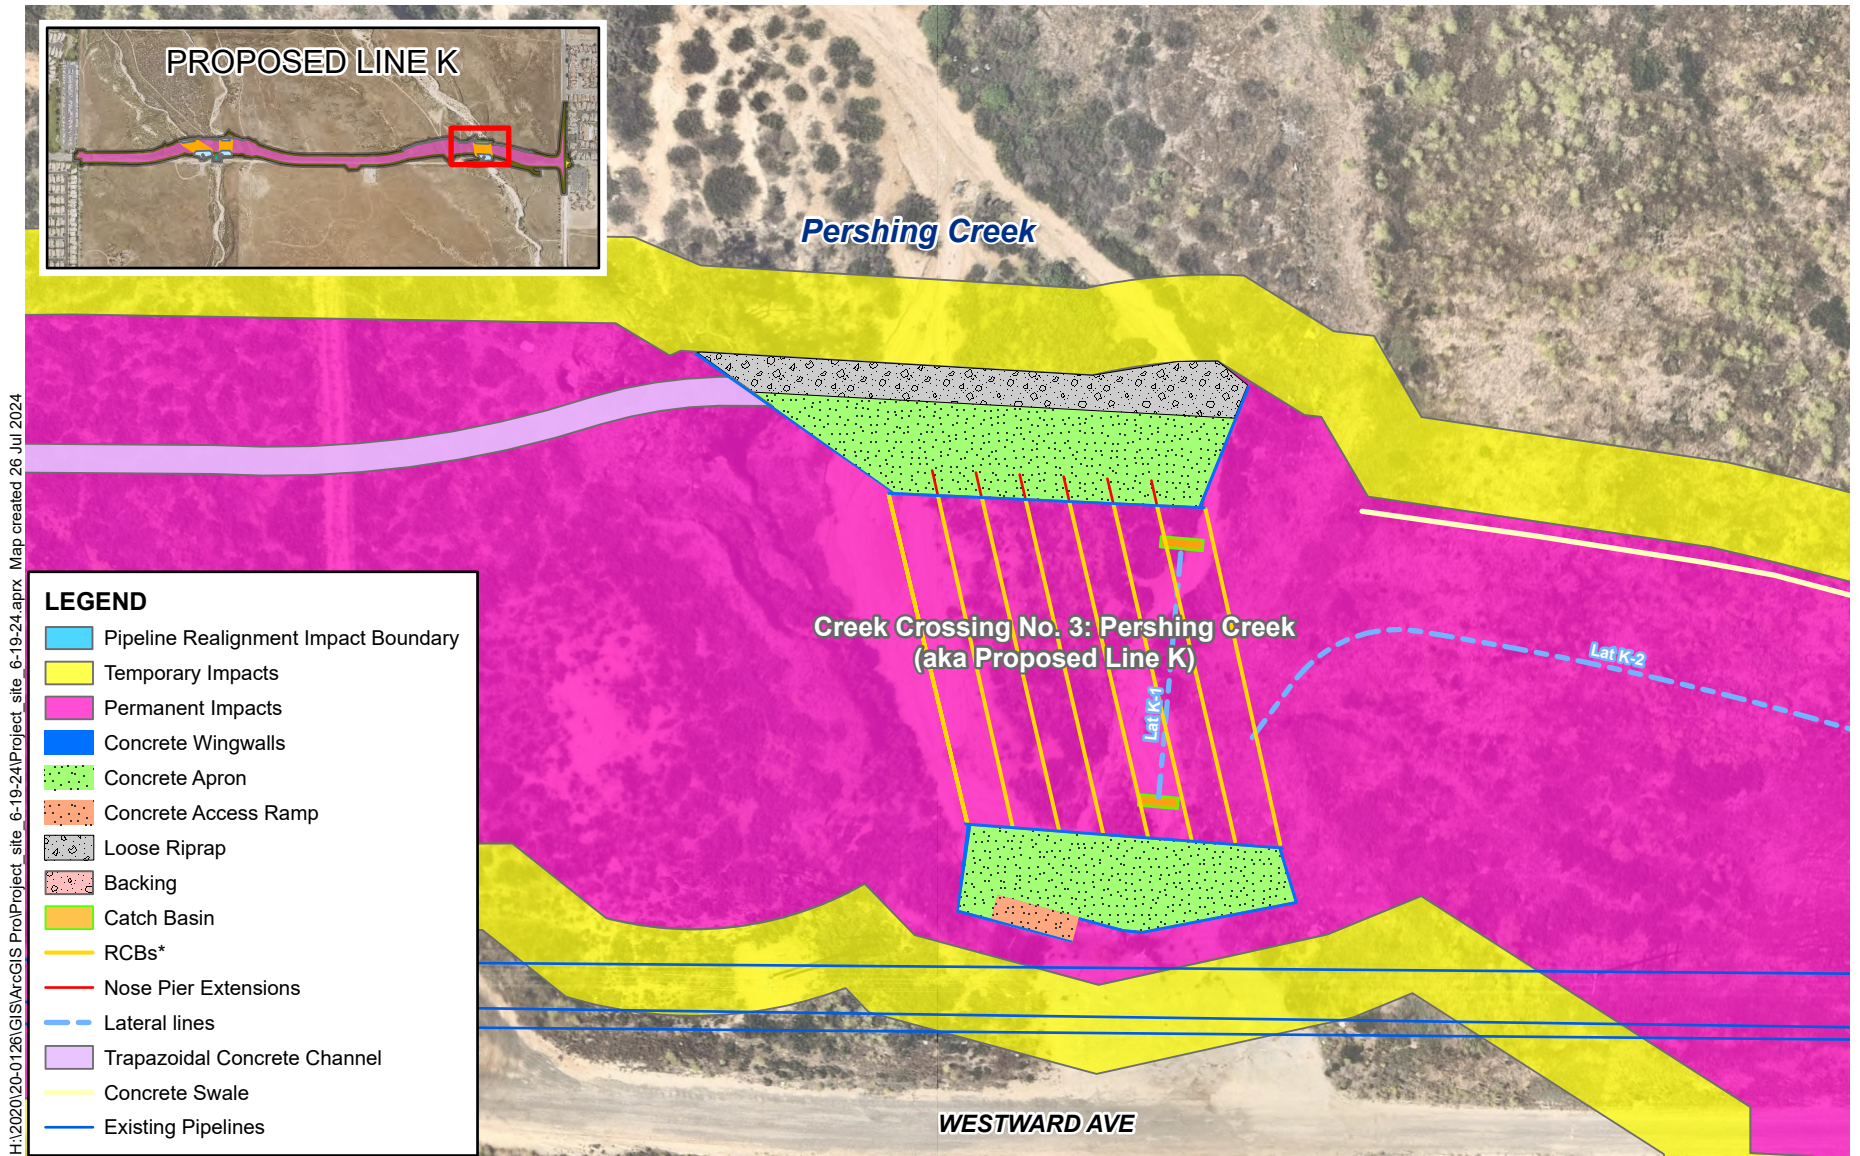 PROPOSED LINE K
Pershing Creek
Creek Crossing No. 3: Pershing Creek
(aka Proposed Line K)
Lat K-1
Lat K-2
LEGEND
Pipeline Realignment Impact Boundary
Temporary Impacts
Permanent Impacts
Concrete Wingwalls
Concrete Apron
Concrete Access Ramp
Loose Riprap
Backing
Catch Basin
RCBs*
Nose Pier Extensions
Lateral lines
Trapazoidal Concrete Channel
Concrete Swale
Existing Pipelines
WESTWARD AVE
H:\2020\20-0126\GIS\ArcGIS Pro\Project_site_6-19-24\Project_site_6-19-24.aprx Map created 26 Jul 2024